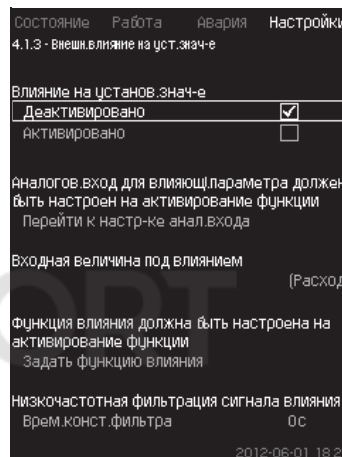 Состояние Работа Авария Настройки
4.1.3 - Внешн.влияние на уст.знач-е
Влияние на установ.знач-е
Деактивировано
Активировано
Аналогов.вход для влияющ.параметра должен
быть настроен на активирование функции
Перейти к настр-ке анал.входа
Входная величина под влиянием
(Расход
Функция влияния должна быть настроена на
активирование функции
Задать функцию влияния
Низкочастотная фильтрация сигнала влияния
Врем.конст.фильтра 0с
2012-06-01 18:2